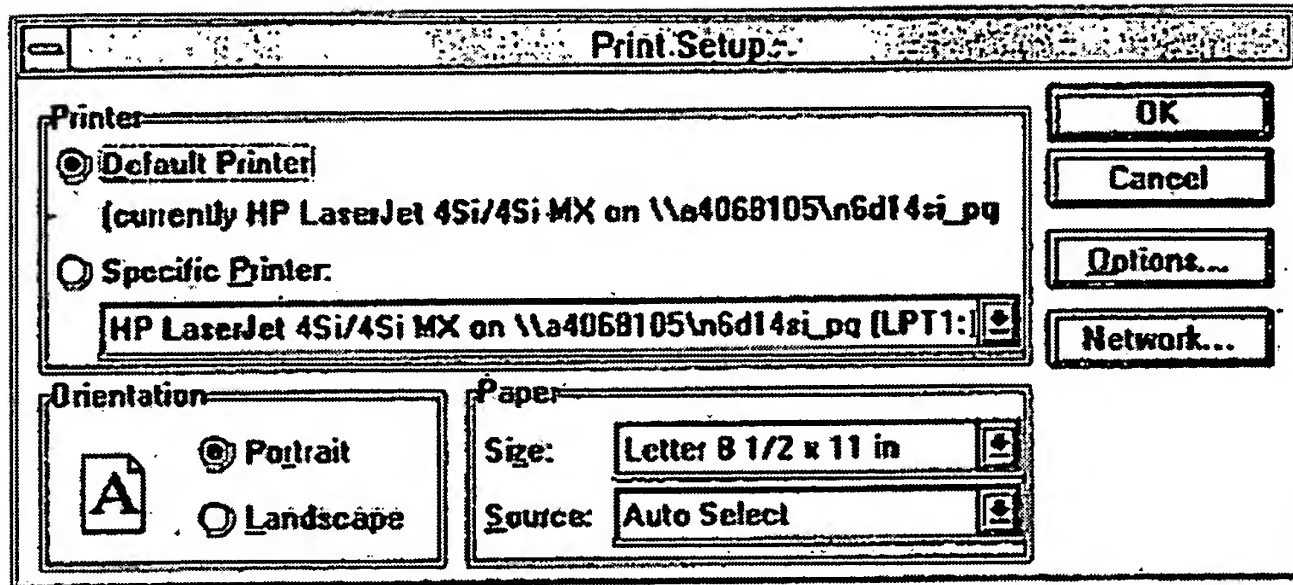 Print Setup
Printer
Default Printer
(currently HP LaserJet 4Si/4Si MX on \\a4068105\n6d14si_pq
Specific Printer:
HP LaserJet 4Si/4Si MX on \\a4068105\n6d14si_pq (LPT1:)
OK
Cancel
Options...
Network...
Orientation
A
Portrait
Landscape
Paper
Size:
Letter 8 1/2 x 11 in
Source:
Auto Select